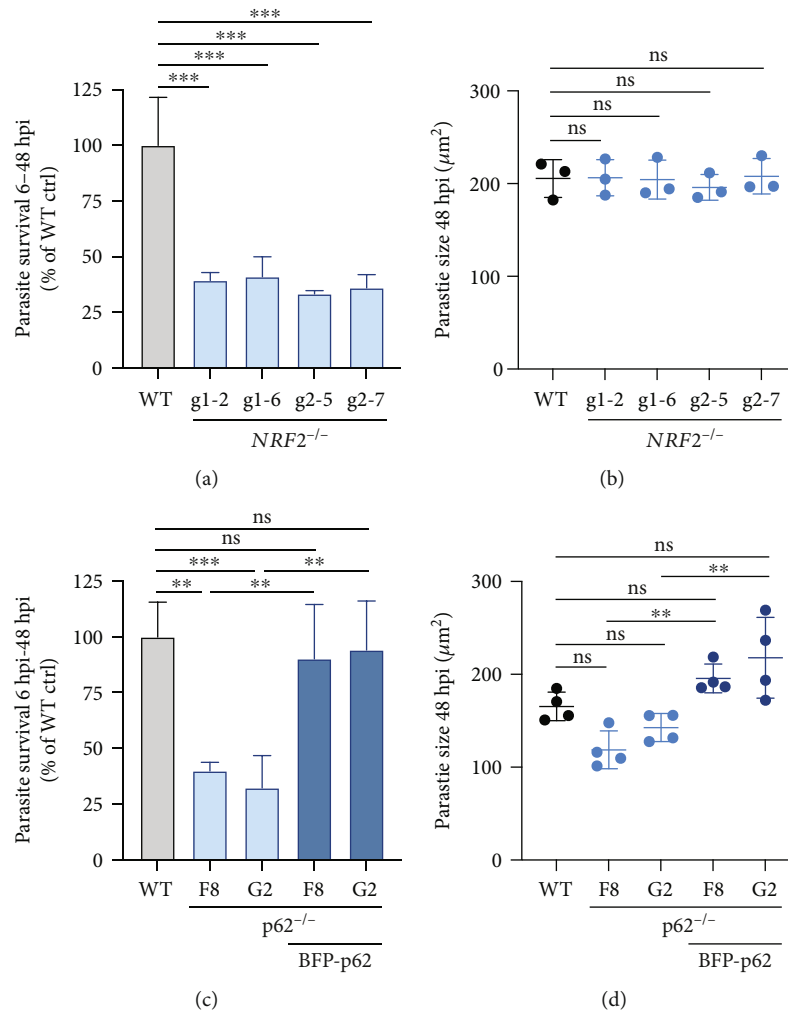 ***
***
***
***
Parasite survival 6–48 hpi
(% of WT ctrl)
125
100
75
50
25
0
WT g1-2 g1-6 g2-5 g2-7
NRF2−/−
(a)
ns
ns
ns
ns
Parastie size 48 hpi (μm2)
300
200
100
0
WT g1-2 g1-6 g2-5 g2-7
NRF2−/−
(b)
ns
ns
*** **
** **
Parasite survival 6 hpi-48 hpi
(% of WT ctrl)
125
100
75
50
25
0
WT F8 G2 F8 G2
p62−/−
BFP-p62
(c)
ns
**
ns
**
ns
ns
Parastie size 48 hpi (μm2)
300
200
100
0
WT F8 G2 F8 G2
p62−/−
BFP-p62
(d)